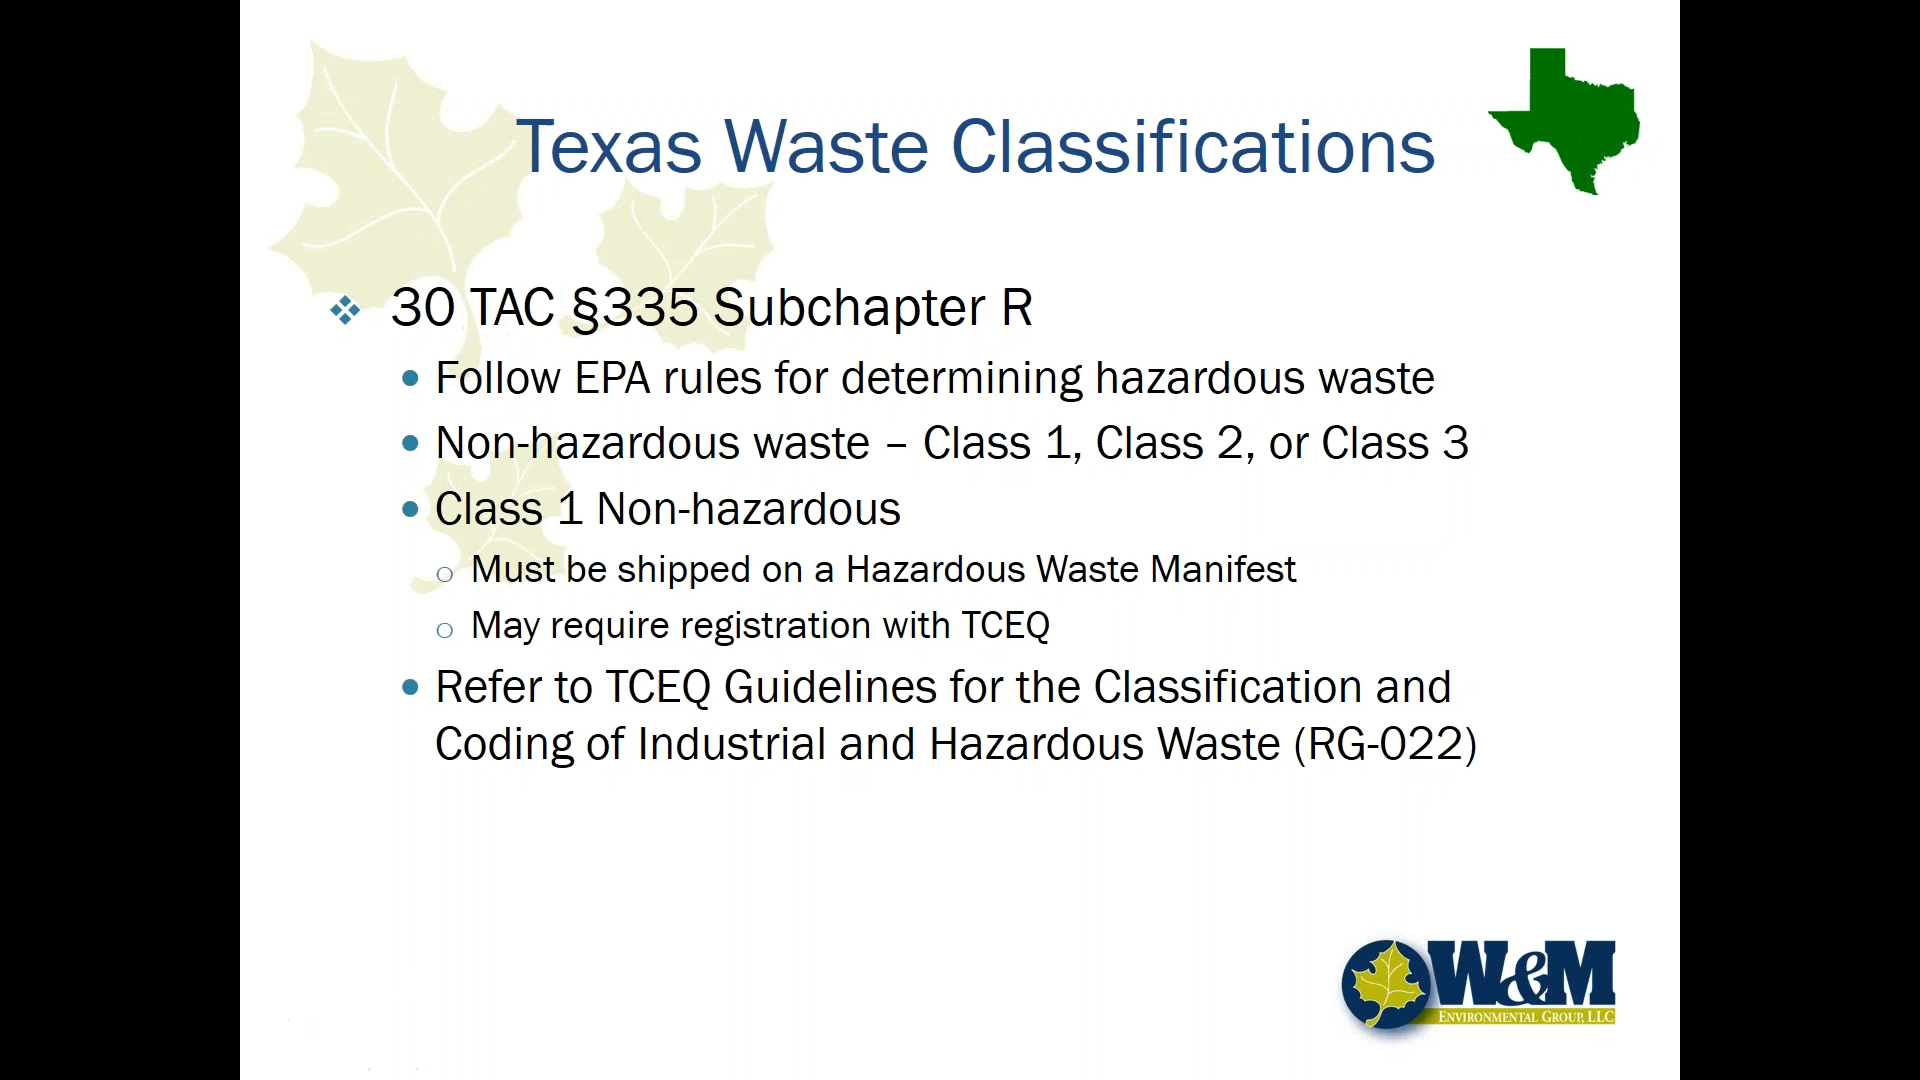 Texas Waste Classifications
30 TAC §335 Subchapter R
Follow EPA rules for determining hazardous waste
Non-hazardous waste – Class 1, Class 2, or Class 3
Class 1 Non-hazardous
Must be shipped on a Hazardous Waste Manifest
May require registration with TCEQ
Refer to TCEQ Guidelines for the Classification and
Coding of Industrial and Hazardous Waste (RG-022)
W&M
ENVIRONMENTAL GROUP, LLC